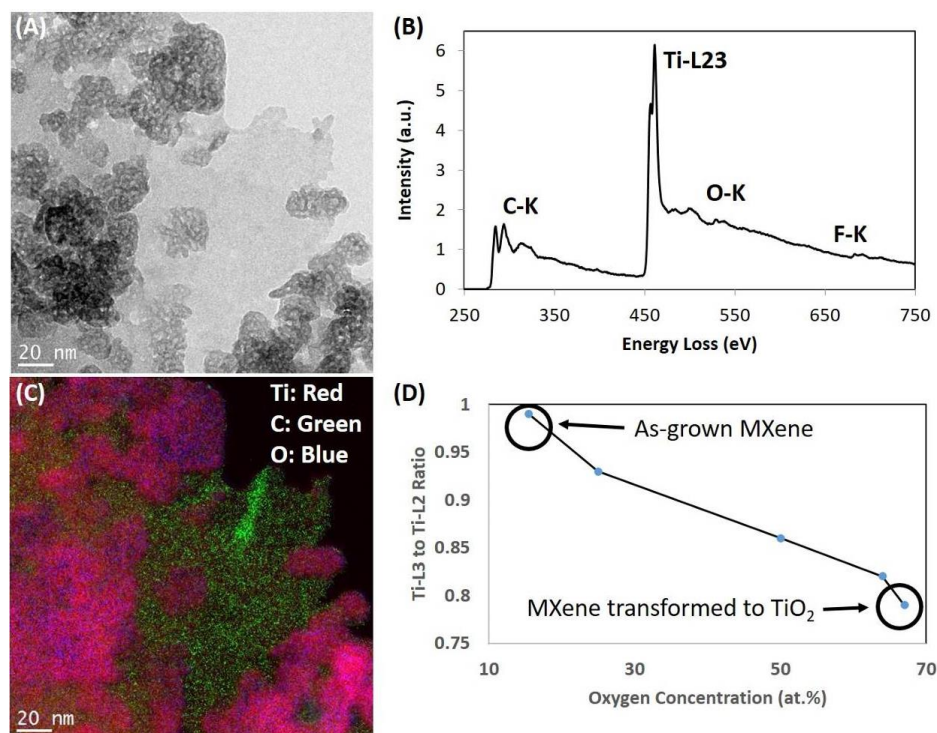 (A)
20 nm
(B)
Intensity (a.u.)
6
5
4
3
2
1
0
C-K
Ti-L23
O-K
F-K
250
350
450
550
650
750
Energy Loss (eV)
(C)
Ti: Red
C: Green
O: Blue
20 nm
(D)
Ti-L3 to Ti-L2 Ratio
1
0.95
0.9
0.85
0.8
0.75
As-grown MXene
MXene transformed to TiO₂
10
30
50
70
Oxygen Concentration (at.%)